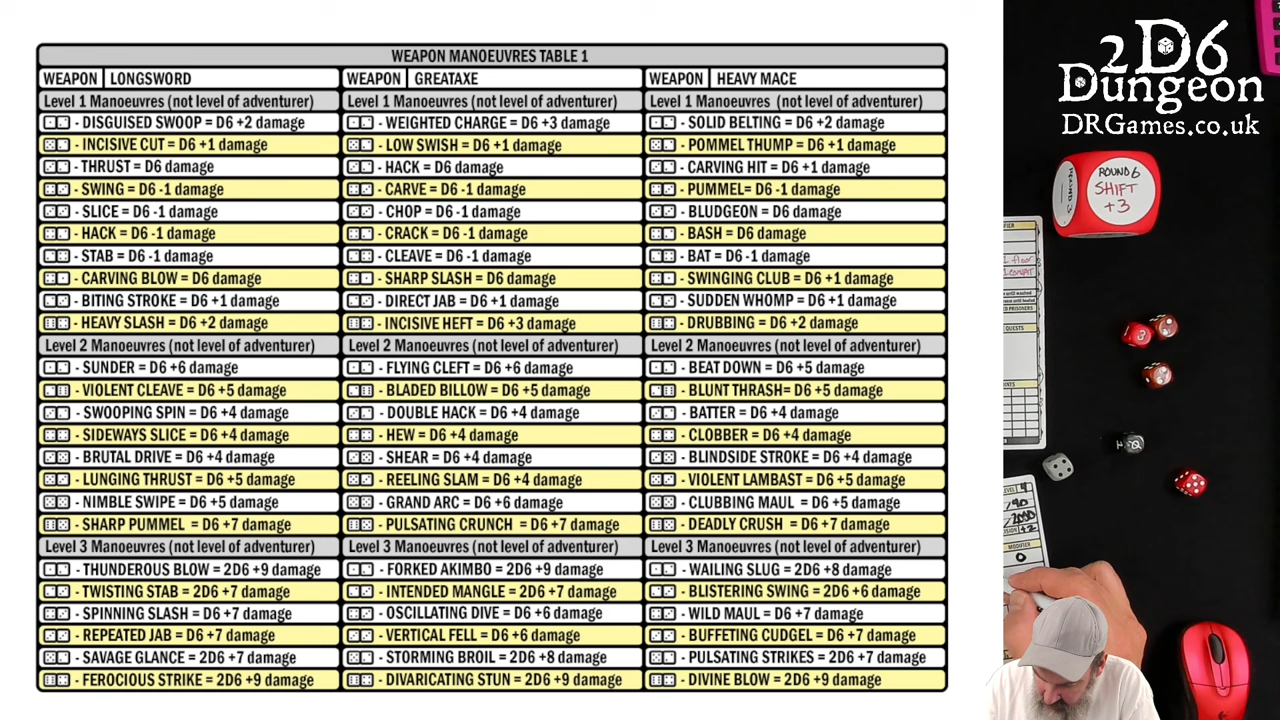 WEAPON MANOEUVRES TABLE 1
WEAPON LONGSWORD
Level 1 Manoeuvres (not level of adventurer)
- DISGUISED SWOOP = D6 +2 damage
- INCISIVE CUT = D6 +1 damage
- THRUST = D6 damage
- SWING = D6 -1 damage
- SLICE = D6 -1 damage
- HACK = D6 -1 damage
- STAB = D6 -1 damage
- CARVING BLOW = D6 damage
- BITING STROKE = D6 +1 damage
- HEAVY SLASH = D6 +2 damage
Level 2 Manoeuvres (not level of adventurer)
- SUNDER = D6 +6 damage
- VIOLENT CLEAVE = D6 +5 damage
- SWOOPING SPIN = D6 +4 damage
- SIDEWAYS SLICE = D6 +4 damage
- BRUTAL DRIVE = D6 +4 damage
- LUNGING THRUST = D6 +5 damage
- NIMBLE SWIPE = D6 +5 damage
- SHARP PUMMEL = D6 +7 damage
Level 3 Manoeuvres (not level of adventurer)
- THUNDEROUS BLOW = 2D6 +9 damage
- TWISTING STAB = 2D6 +7 damage
- SPINNING SLASH = D6 +7 damage
- REPEATED JAB = D6 +7 damage
- SAVAGE GLANCE = 2D6 +7 damage
- FEROCIOUS STRIKE = 2D6 +9 damage
WEAPON GREATAXE
Level 1 Manoeuvres (not level of adventurer)
- WEIGHTED CHARGE = D6 +3 damage
- LOW SWISH = D6 +1 damage
- HACK = D6 damage
- CARVE = D6 -1 damage
- CHOP = D6 -1 damage
- CRACK = D6 -1 damage
- CLEAVE = D6 -1 damage
- SHARP SLASH = D6 damage
- DIRECT JAB = D6 +1 damage
- INCISIVE HEFT = D6 +3 damage
Level 2 Manoeuvres (not level of adventurer)
- FLYING CLEFT = D6 +6 damage
- BLADED BILLOW = D6 +5 damage
- DOUBLE HACK = D6 +4 damage
- HEW = D6 +4 damage
- SHEAR = D6 +4 damage
- REELING SLAM = D6 +4 damage
- GRAND ARC = D6 +6 damage
- PULSATING CRUNCH = D6 +7 damage
Level 3 Manoeuvres (not level of adventurer)
- FORKED AKIMBO = 2D6 +9 damage
- INTENDED MANGLE = 2D6 +7 damage
- OSCILLATING DIVE = D6 +6 damage
- VERTICAL FELL = D6 +6 damage
- STORMING BROIL = 2D6 +8 damage
- DIVARICATING STUN = 2D6 +9 damage
WEAPON HEAVY MACE
Level 1 Manoeuvres (not level of adventurer)
- SOLID BELTING = D6 +2 damage
- POMMEL THUMP = D6 +1 damage
- CARVING HIT = D6 +1 damage
- PUMMEL= D6 -1 damage
- BLUDGEON = D6 damage
- BASH = D6 damage
- BAT = D6 -1 damage
- SWINGING CLUB = D6 +1 damage
- SUDDEN WHOMP = D6 +1 damage
- DRUBBING = D6 +2 damage
Level 2 Manoeuvres (not level of adventurer)
- BEAT DOWN = D6 +5 damage
- BLUNT THRASH= D6 +5 damage
- BATTER = D6 +4 damage
- CLOBBER = D6 +4 damage
- BLINDSIDE STROKE = D6 +4 damage
- VIOLENT LAMBAST = D6 +5 damage
- CLUBBING MAUL = D6 +5 damage
- DEADLY CRUSH = D6 +7 damage
Level 3 Manoeuvres (not level of adventurer)
- WAILING SLUG = 2D6 +8 damage
- BLISTERING SWING = 2D6 +6 damage
- WILD MAUL = D6 +7 damage
- BUFFETING CUDGEL = D6 +7 damage
- PULSATING STRIKES = 2D6 +7 damage
- DIVINE BLOW = 2D6 +9 damage
2D6
Dungeon
DRGames.co.uk
ROUND 6
SHIFT
+3
QUESTS
MODIFIER
0